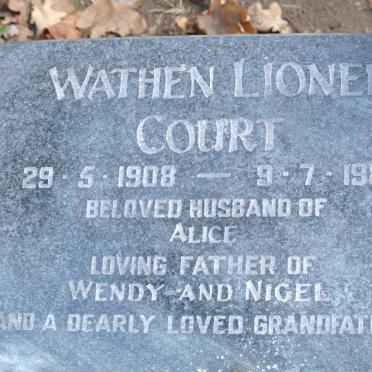 WATHEN LIONEL
COURT
29 · 5 · 1908 — 9 · 7 · 198
BELOVED HUSBAND OF
ALICE
LOVING FATHER OF
WENDY AND NIGEL
AND A DEARLY LOVED GRANDFAT